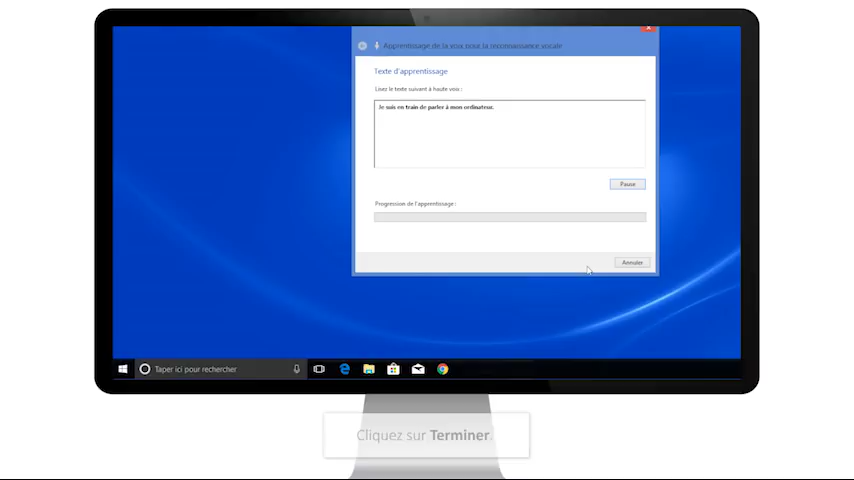 Apprentissage de la voix pour la reconnaissance vocale
Texte d'apprentissage
Lisez le texte suivant à haute voix :
Je suis en train de parler à mon ordinateur.
Pause
Progression de l'apprentissage :
Annuler
Taper ici pour rechercher
Cliquez sur Terminer.